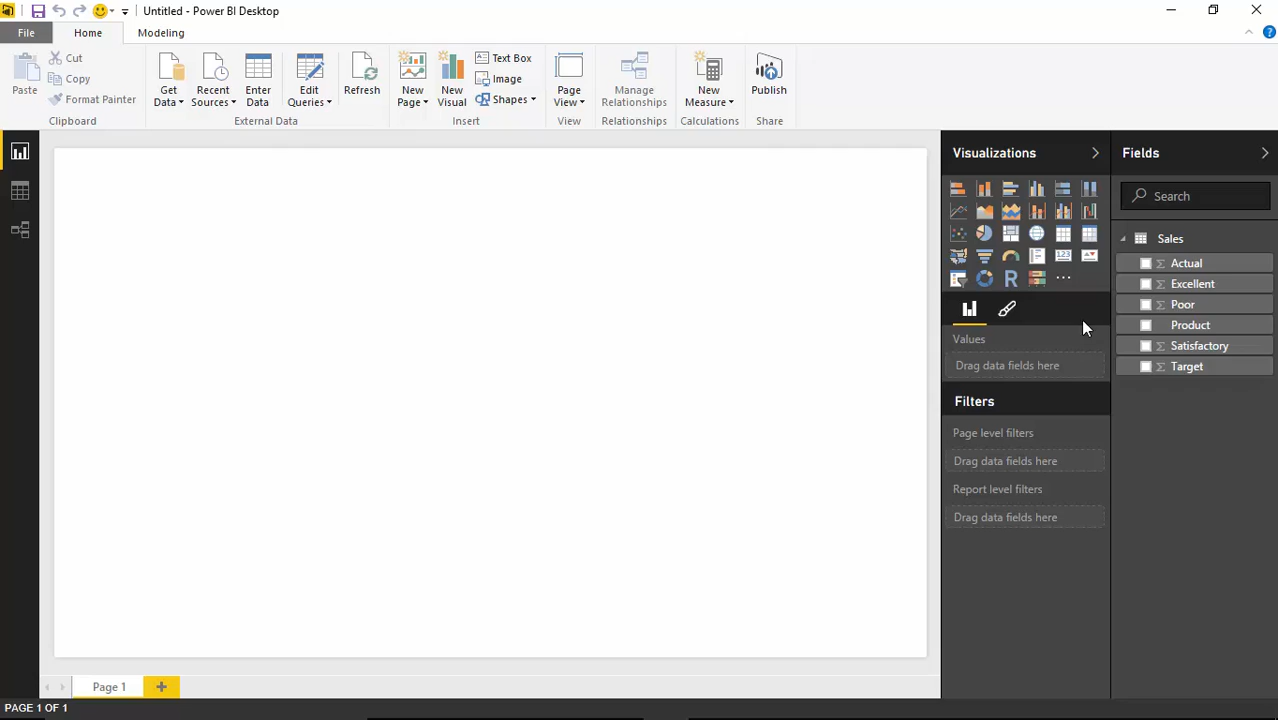 Untitled - Power BI Desktop
File Home Modeling
Paste
Cut
Copy
Format Painter
Clipboard
Get Data
Recent Sources
Enter Data
Edit Queries
Refresh
External Data
New Page
New Visual
Text Box
Image
Shapes
Insert
Page View
View
Manage Relationships
Relationships
New Measure
Calculations
Publish
Share
Visualizations
123
R
Values
Drag data fields here
Filters
Page level filters
Drag data fields here
Report level filters
Drag data fields here
Fields
Search
Sales
Σ Actual
Σ Excellent
Σ Poor
Product
Σ Satisfactory
Σ Target
Page 1 +
PAGE 1 OF 1